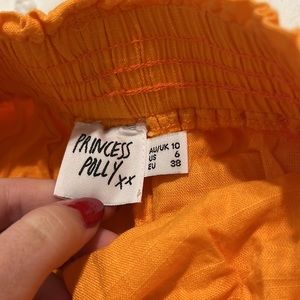 PRINCESS
POLLY
xx
AU/UK 10
US 6
EU 38